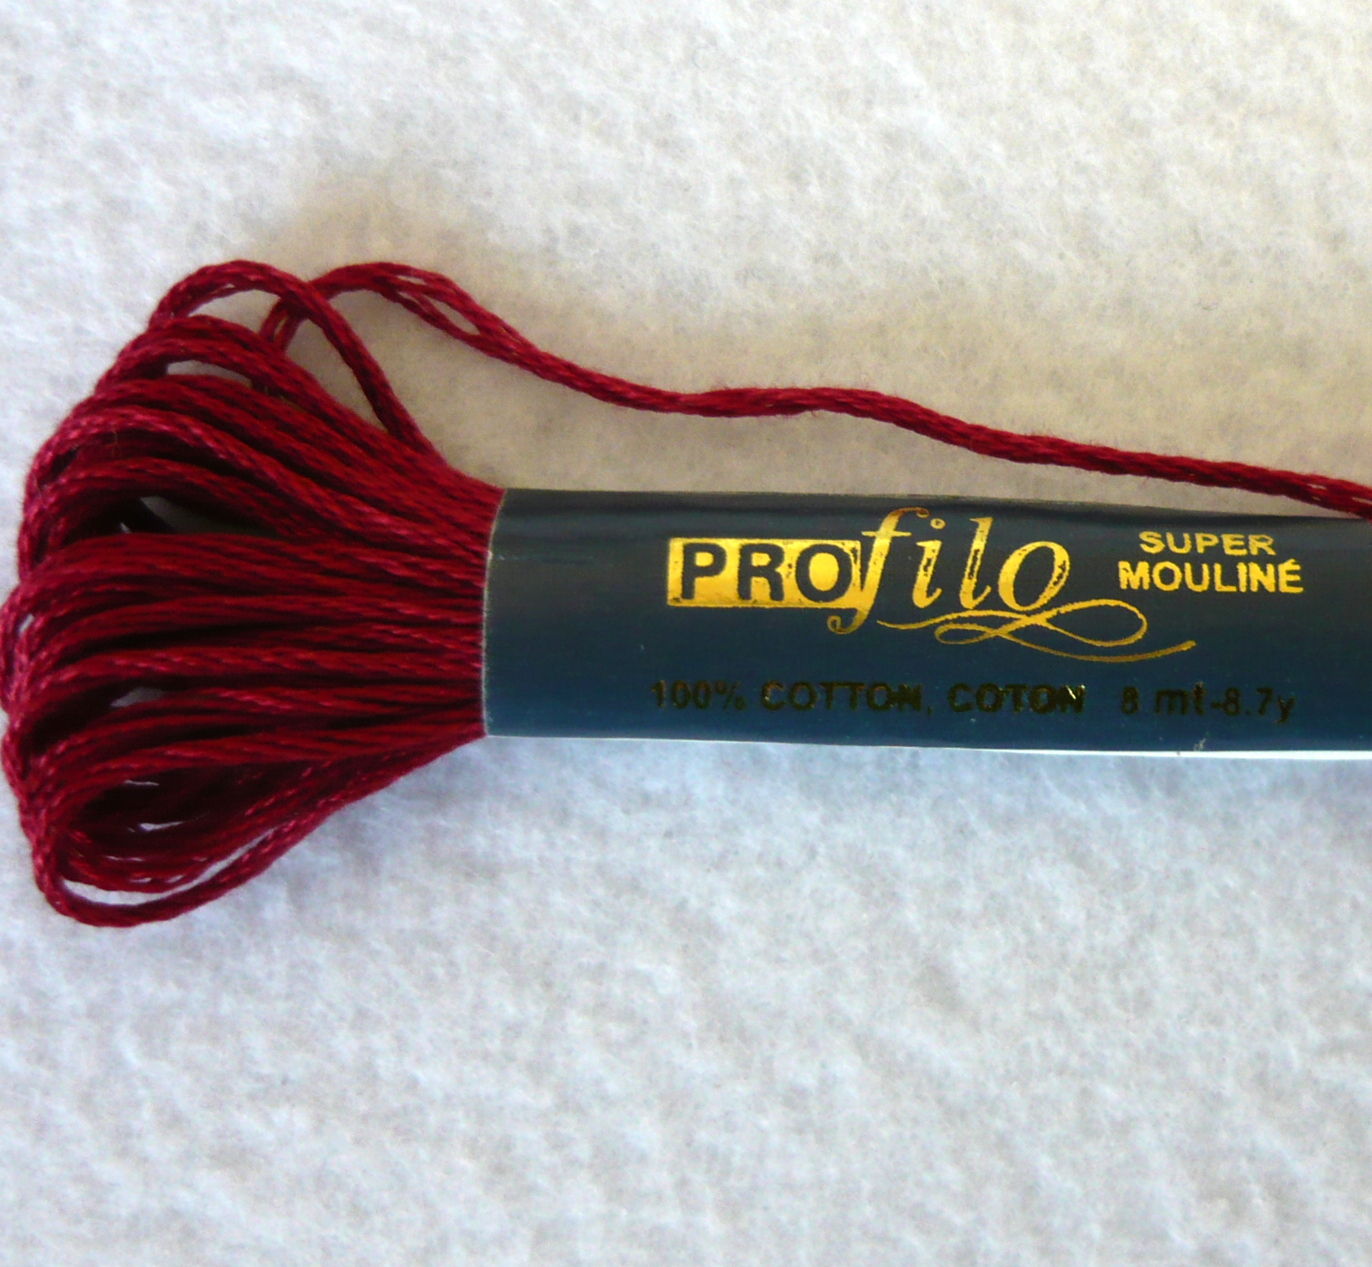 PROfilo
SUPER
MOULINÉ
100% COTTON, COTON 8 mt-8.7y